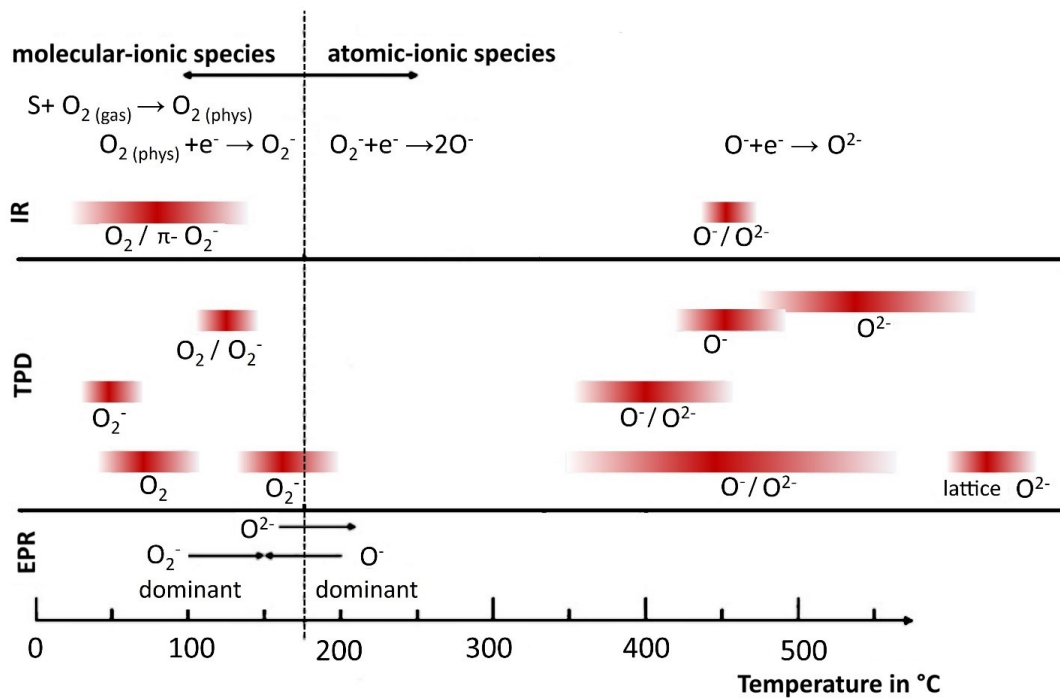 molecular-ionic species atomic-ionic species
S+ O₂ (gas) → O₂ (phys)
O₂ (phys) +e⁻ → O₂⁻ O₂⁻+e⁻ →2O⁻ O⁻+e⁻ → O²⁻
IR
O₂ / π- O₂⁻ O⁻/ O²⁻
TPD
O²⁻
O₂ / O₂⁻ O⁻
O₂⁻ O⁻/ O²⁻
O₂ O₂⁻ O⁻/ O²⁻ lattice O²⁻
EPR
O²⁻
O₂⁻ O⁻
dominant dominant
0 100 200 300 400 500
Temperature in °C